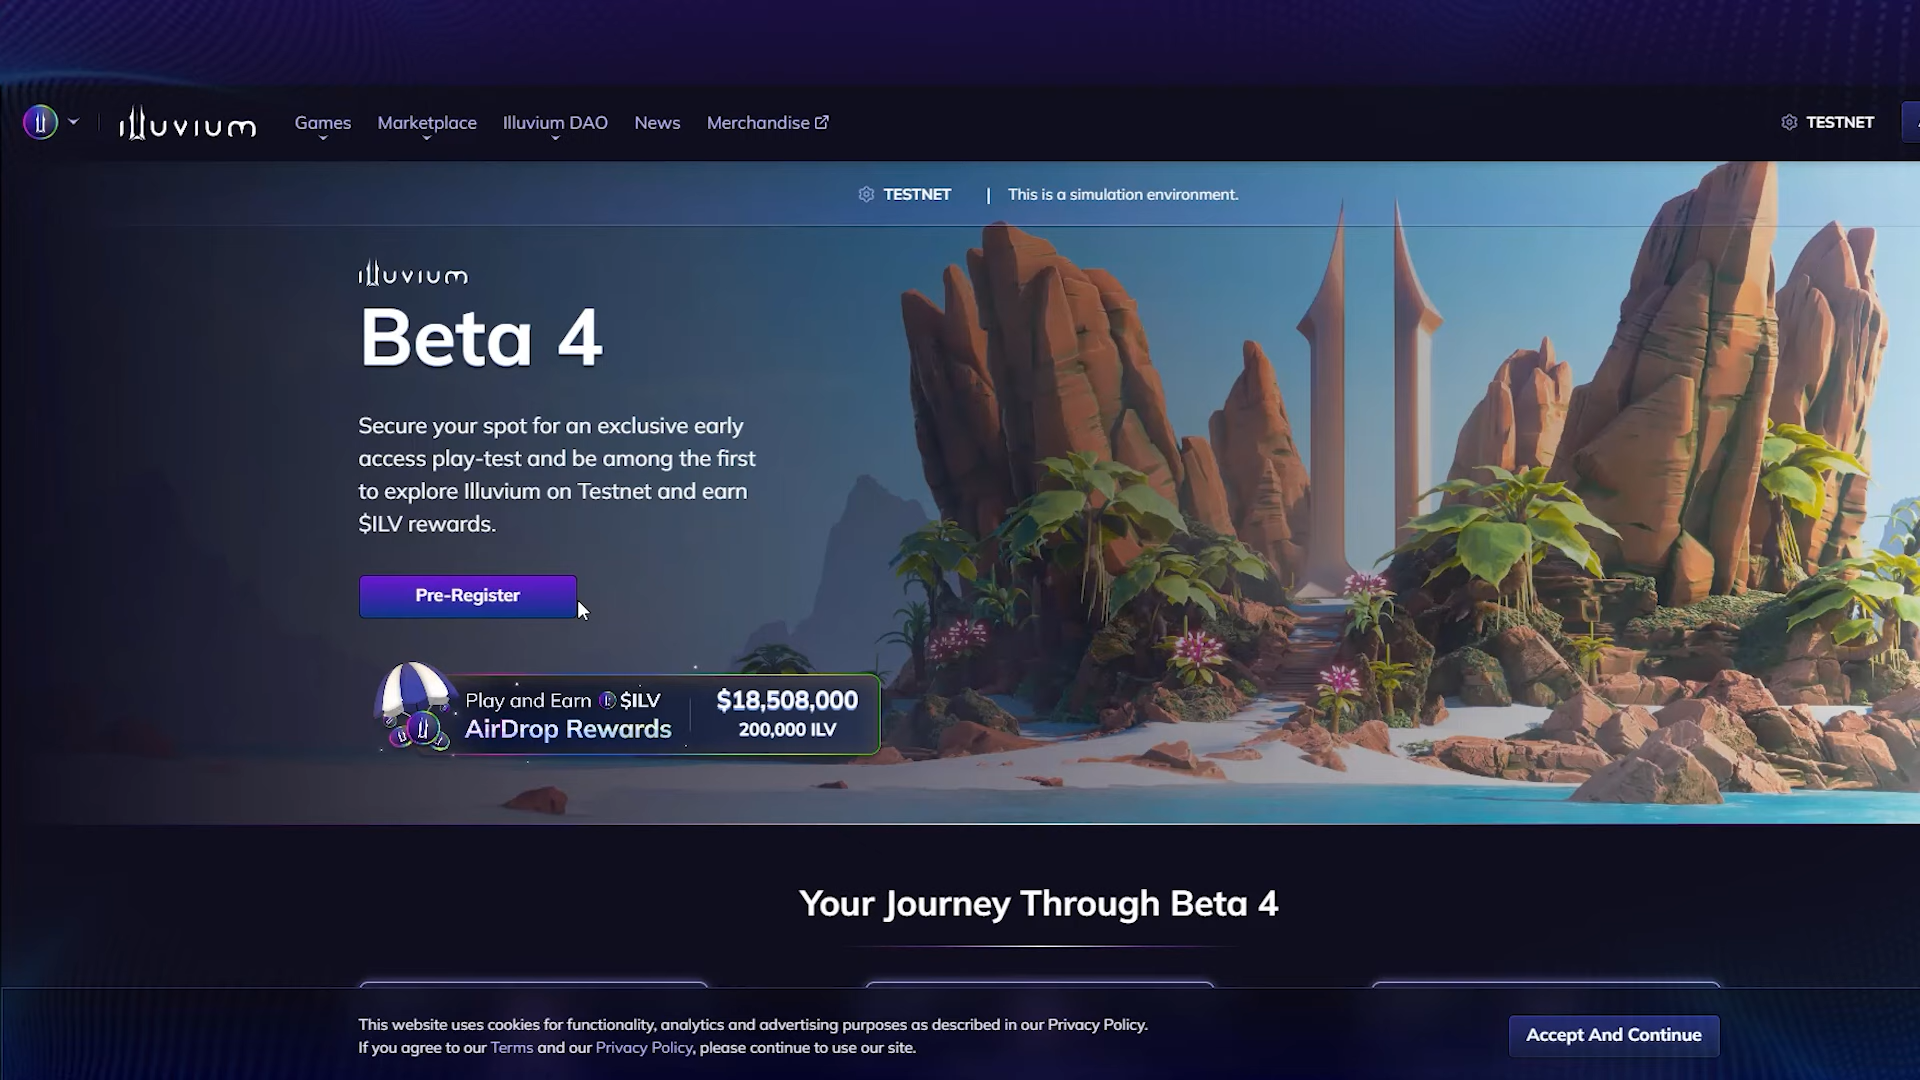 illuvium
Games
Marketplace
Illuvium DAO
News
Merchandise
TESTNET
TESTNET | This is a simulation environment.
illuvium
Beta 4
Secure your spot for an exclusive early
access play-test and be among the first
to explore Illuvium on Testnet and earn
$ILV rewards.
Pre-Register
Play and Earn $ILV
AirDrop Rewards
$18,508,000
200,000 ILV
Your Journey Through Beta 4
This website uses cookies for functionality, analytics and advertising purposes as described in our Privacy Policy.
If you agree to our Terms and our Privacy Policy, please continue to use our site.
Accept And Continue